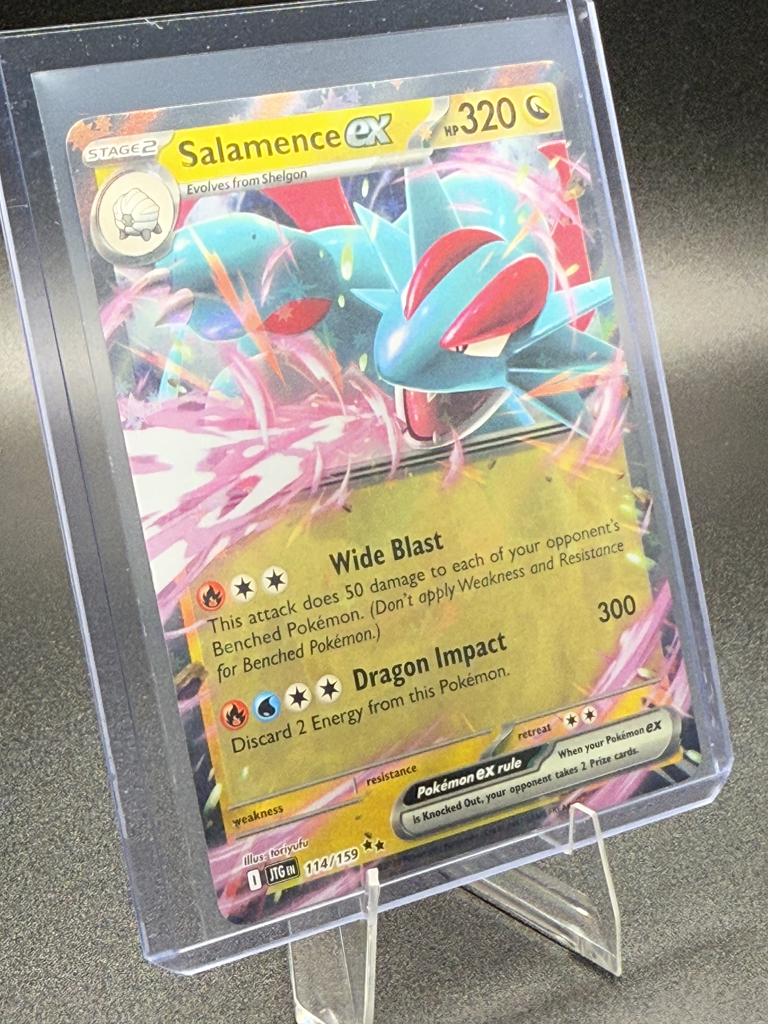 STAGE 2 Salamence ex HP 320
Evolves from Shelgon
Wide Blast
This attack does 50 damage to each of your opponent's
Benched Pokémon. (Don't apply Weakness and Resistance
for Benched Pokémon.)
Dragon Impact 300
Discard 2 Energy from this Pokémon.
weakness resistance retreat
Pokémon ex rule When your Pokémon ex
is Knocked Out, your opponent takes 2 Prize cards.
Illus. toriyufu
I JTG EN 114/159